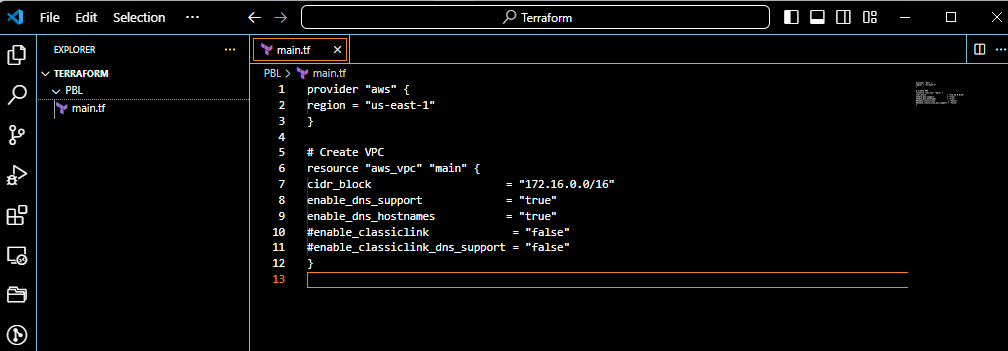 File Edit Selection ... Terraform
EXPLORER ...
main.tf
TERRAFORM
PBL
main.tf
PBL > main.tf
1 provider "aws" {
2 region = "us-east-1"
3 }
4
5 # Create VPC
6 resource "aws_vpc" "main" {
7 cidr_block                     = "172.16.0.0/16"
8 enable_dns_support             = "true"
9 enable_dns_hostnames           = "true"
10 #enable_classiclink             = "false"
11 #enable_classiclink_dns_support = "false"
12 }
13